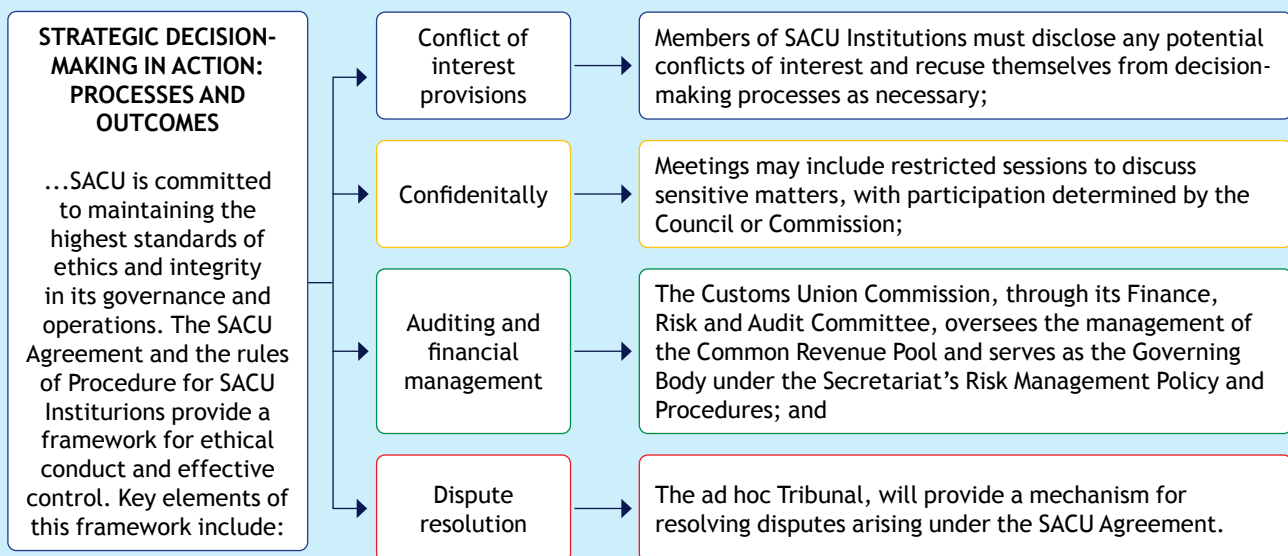 STRATEGIC DECISION-
MAKING IN ACTION:
PROCESSES AND
OUTCOMES
...SACU is committed
to maintaining the
highest standards of
ethics and integrity
in its governance and
operations. The SACU
Agreement and the rules
of Procedure for SACU
Institurions provide a
framework for ethical
conduct and effective
control. Key elements of
this framework include:
Conflict of
interest
provisions
Members of SACU Institutions must disclose any potential
conflicts of interest and recuse themselves from decision-
making processes as necessary;
Confidenitally
Meetings may include restricted sessions to discuss
sensitive matters, with participation determined by the
Council or Commission;
Auditing and
financial
management
The Customs Union Commission, through its Finance,
Risk and Audit Committee, oversees the management of
the Common Revenue Pool and serves as the Governing
Body under the Secretariat’s Risk Management Policy and
Procedures; and
Dispute
resolution
The ad hoc Tribunal, will provide a mechanism for
resolving disputes arising under the SACU Agreement.